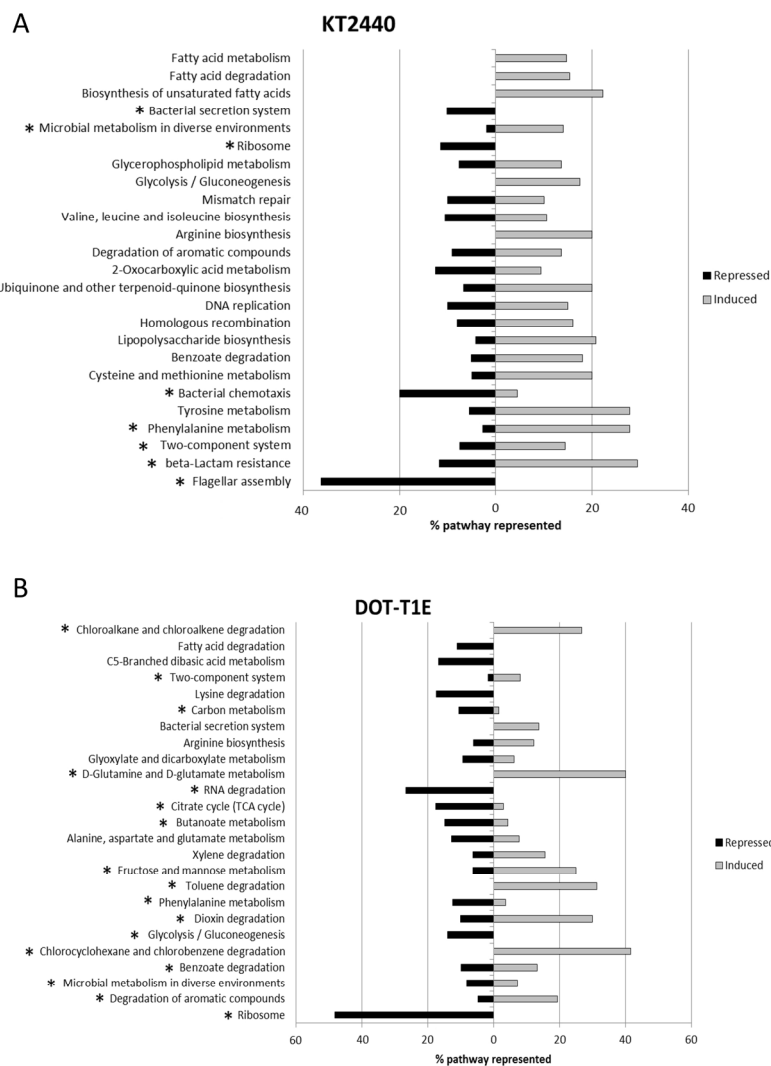 A
KT2440
Fatty acid metabolism
Fatty acid degradation
Biosynthesis of unsaturated fatty acids
* Bacterial secretion system
* Microbial metabolism in diverse environments
* Ribosome
Glycerophospholipid metabolism
Glycolysis / Gluconeogenesis
Mismatch repair
Valine, leucine and isoleucine biosynthesis
Arginine biosynthesis
Degradation of aromatic compounds
2-Oxocarboxylic acid metabolism
Ubiquinone and other terpenoid-quinone biosynthesis
DNA replication
Homologous recombination
Lipopolysaccharide biosynthesis
Benzoate degradation
Cysteine and methionine metabolism
* Bacterial chemotaxis
Tyrosine metabolism
* Phenylalanine metabolism
* Two-component system
* beta-Lactam resistance
* Flagellar assembly
Repressed
Induced
40 20 0 20 40
% patwhay represented
B
DOT-T1E
* Chloroalkane and chloroalkene degradation
Fatty acid degradation
C5-Branched dibasic acid metabolism
* Two-component system
Lysine degradation
* Carbon metabolism
Bacterial secretion system
Arginine biosynthesis
Glyoxylate and dicarboxylate metabolism
* D-Glutamine and D-glutamate metabolism
* RNA degradation
* Citrate cycle (TCA cycle)
* Butanoate metabolism
Alanine, aspartate and glutamate metabolism
Xylene degradation
* Fructose and mannose metabolism
* Toluene degradation
* Phenylalanine metabolism
* Dioxin degradation
* Glycolysis / Gluconeogenesis
* Chlorocyclohexane and chlorobenzene degradation
* Benzoate degradation
* Microbial metabolism in diverse environments
* Degradation of aromatic compounds
* Ribosome
Repressed
Induced
60 40 20 0 20 40 60
% pathway represented